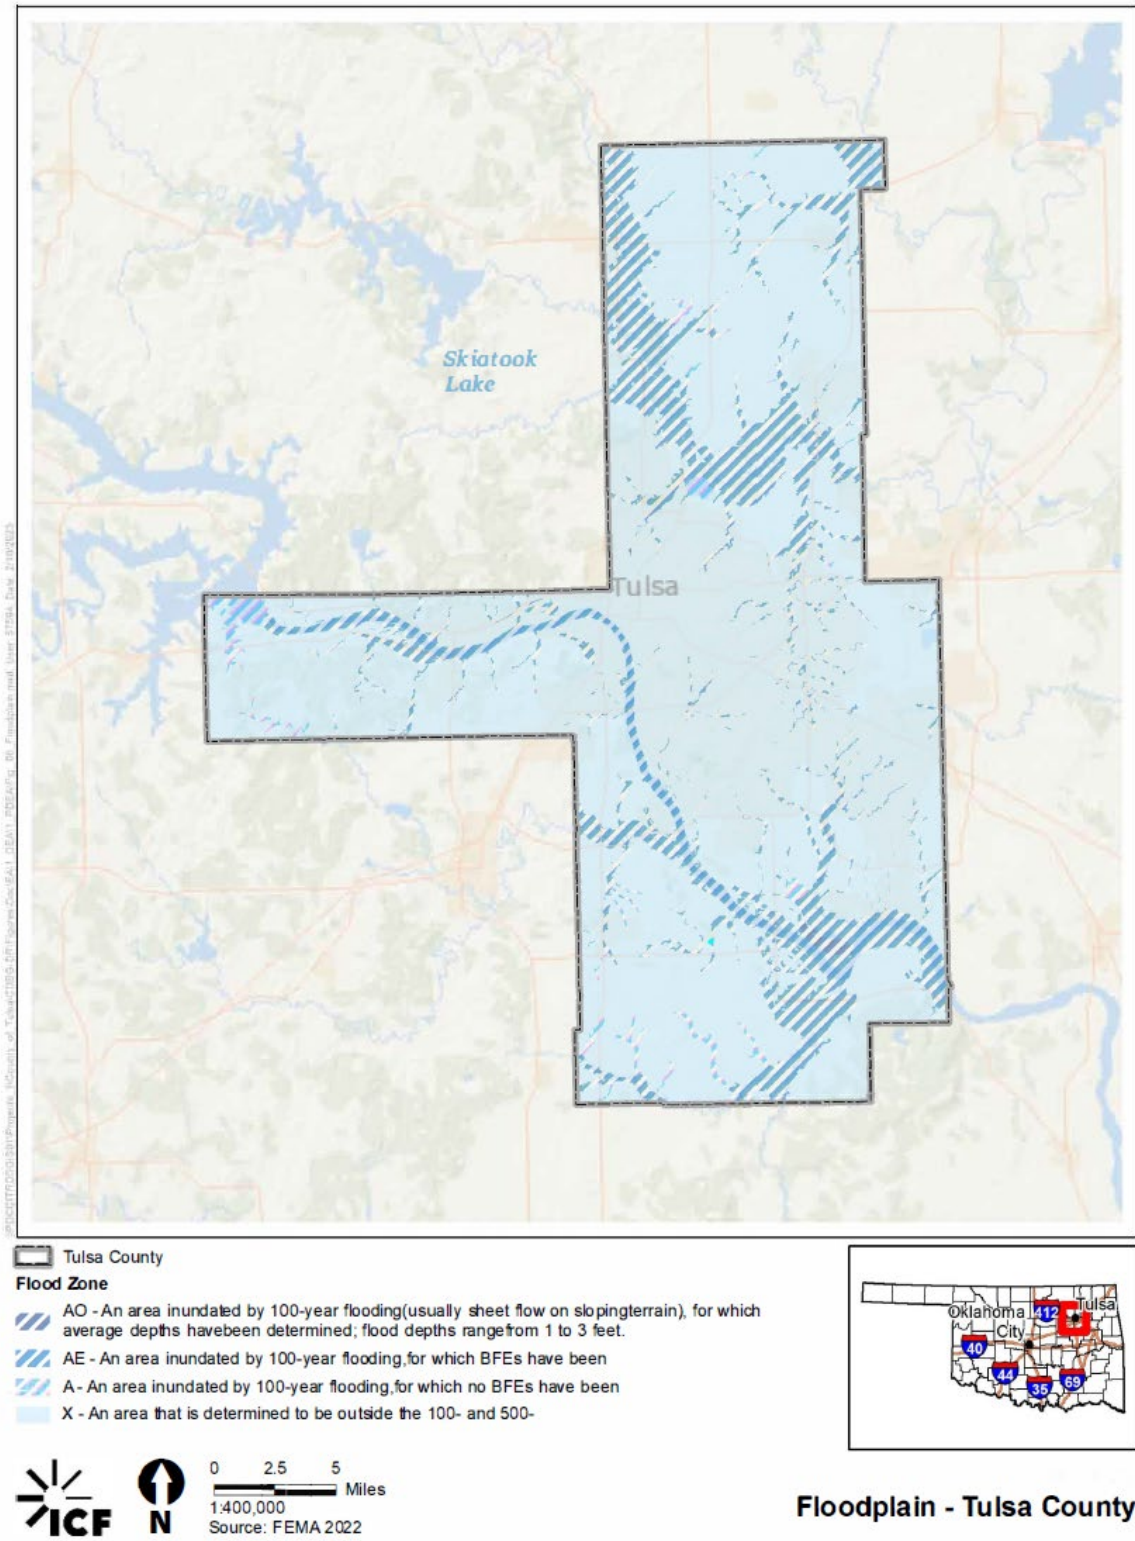 Skiatook
Lake
Tulsa
Tulsa County
Flood Zone
AO - An area inundated by 100-year flooding(usually sheet flow on slopingterrain), for which
average depths havebeen determined; flood depths rangefrom 1 to 3 feet.
AE - An area inundated by 100-year flooding,for which BFEs have been
A - An area inundated by 100-year flooding,for which no BFEs have been
X - An area that is determined to be outside the 100- and 500-
Oklahoma
City
412
Tulsa
40
44
35
69
ICF
N
0 2.5 5
Miles
1:400,000
Source: FEMA 2022
Floodplain - Tulsa County